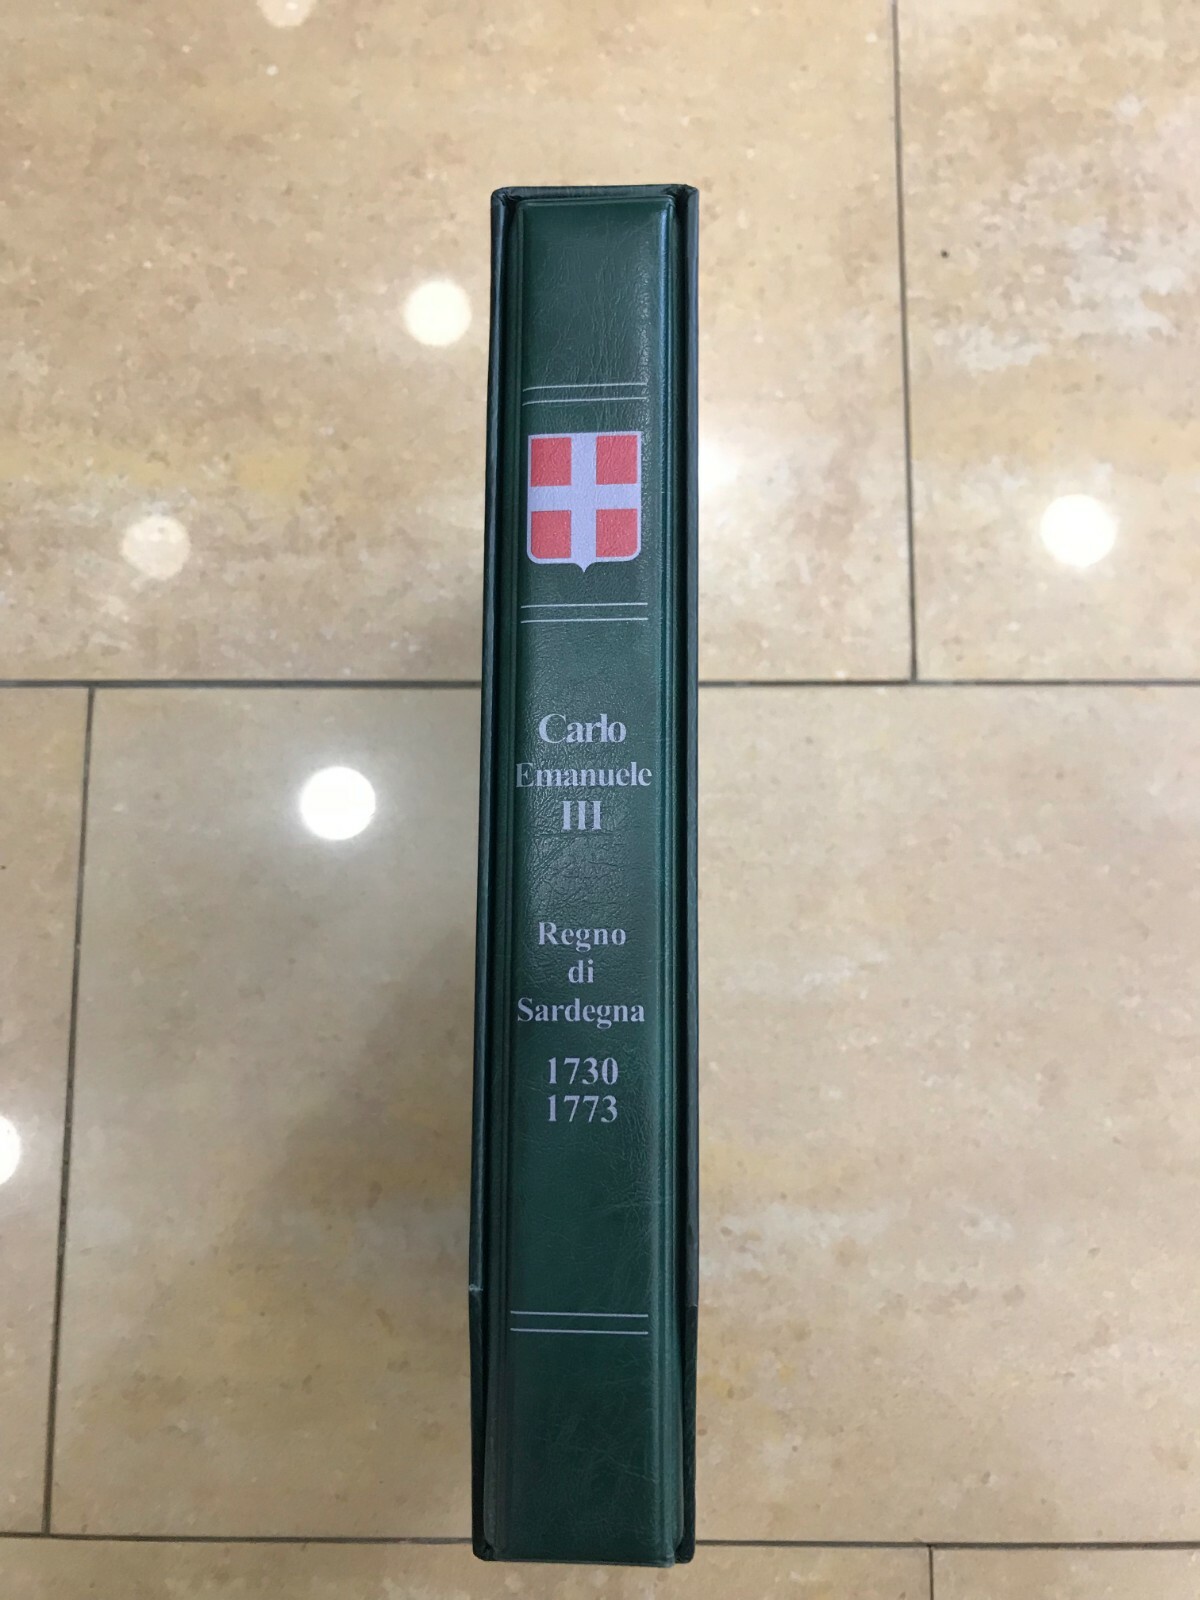 Carlo
Emanuele
III
Regno
di
Sardegna
1730
1773